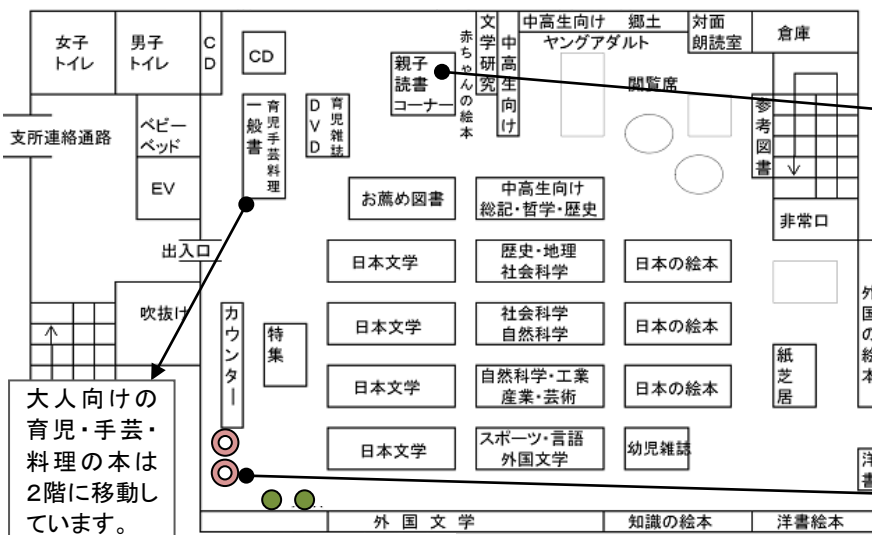 女子
トイレ
男子
トイレ
CD
CD
親子
読書
コーナー
赤ちゃんの絵本
文学研究
中高生向け
中高生向け 郷土
ヤングアダルト
対面
朗読室
倉庫
閲覧席
参考図書
支所連絡通路
ベビー
ベッド
EV
一般書
育児手芸料理
DVD
育児雑誌
お薦め図書
中高生向け
総記・哲学・歴史
非常口
出入口
日本文学
歴史・地理
社会科学
日本の絵本
吹抜け
カウンター
特集
日本文学
社会科学
自然科学
日本の絵本
外国の絵本
紙芝居
日本文学
自然科学・工業
産業・芸術
日本の絵本
大人向けの
育児・手芸・
料理の本は
2階に移動し
ています。
日本文学
スポーツ・言語
外国文学
幼児雑誌
洋書
外国文学
知識の絵本
洋書絵本